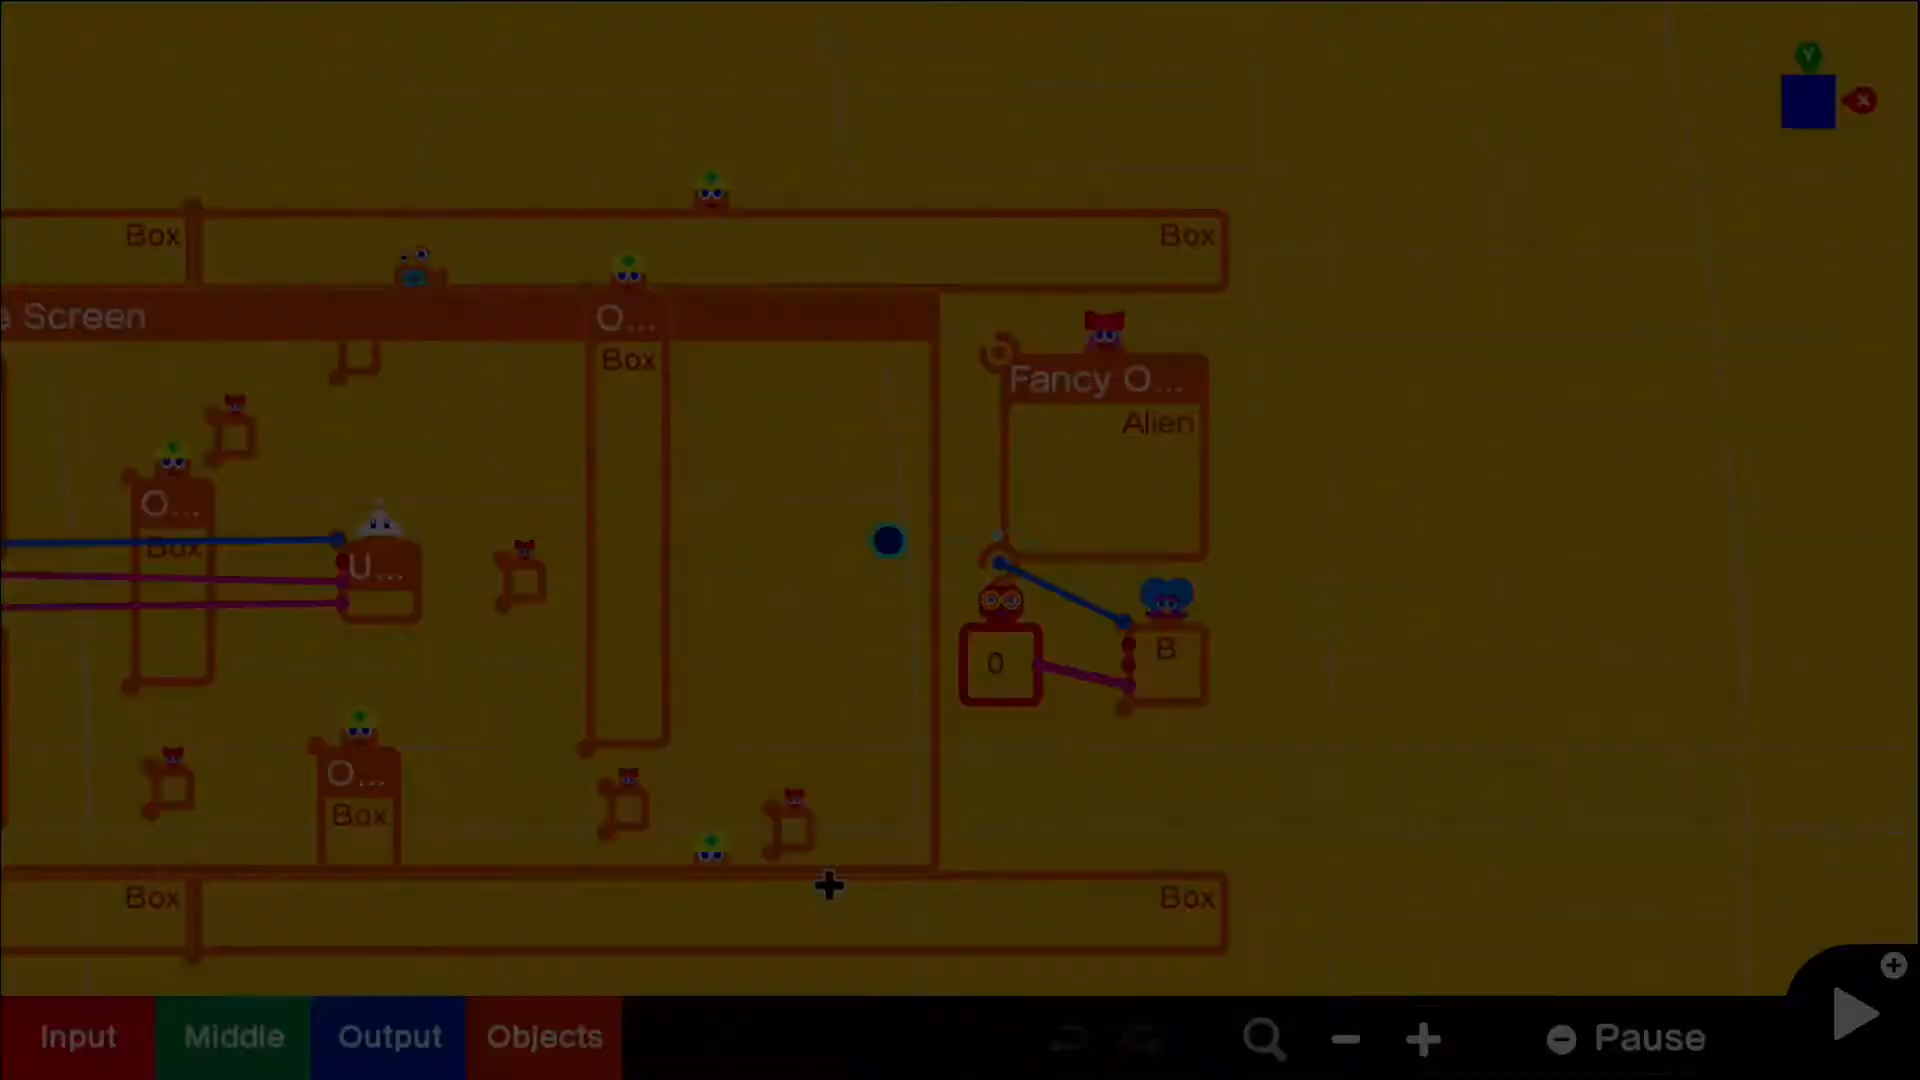 Y
X
Box
Box
e Screen
O...
Box
Fancy O...
Alien
O...
Box
U...
0
B
O...
Box
Box
Box
Input
Middle
Output
Objects
Pause